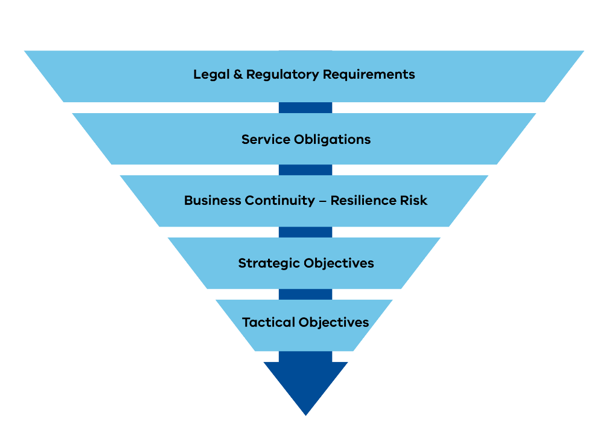 Legal & Regulatory Requirements
Service Obligations
Business Continuity – Resilience Risk
Strategic Objectives
Tactical Objectives